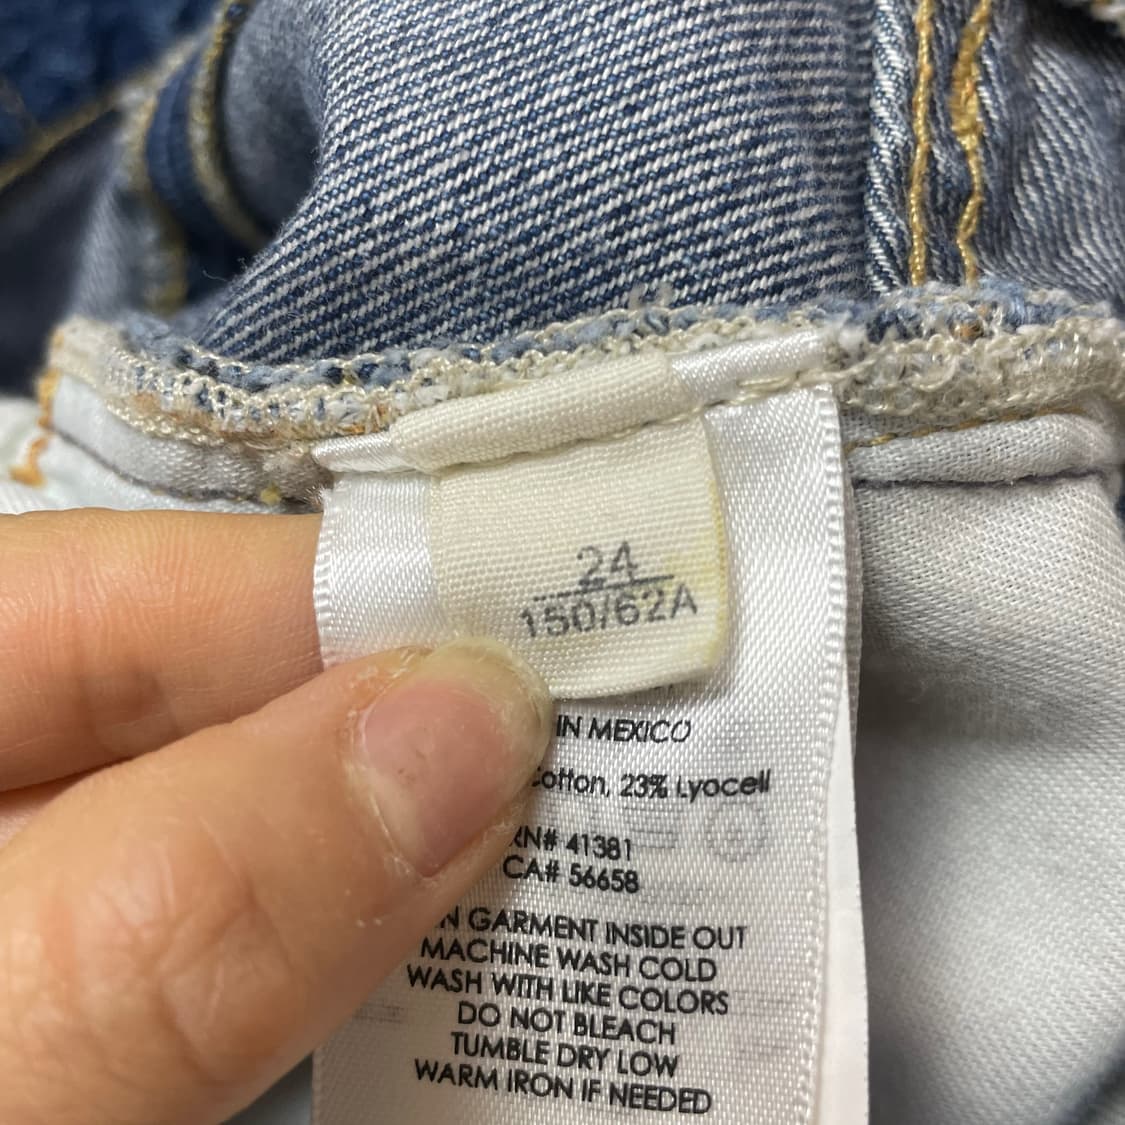 24
150/62A
IN MEXICO
Cotton, 23% Lyocell
RN# 41381
CA# 56658
GARMENT INSIDE OUT
MACHINE WASH COLD
WASH WITH LIKE COLORS
DO NOT BLEACH
TUMBLE DRY LOW
WARM IRON IF NEEDED